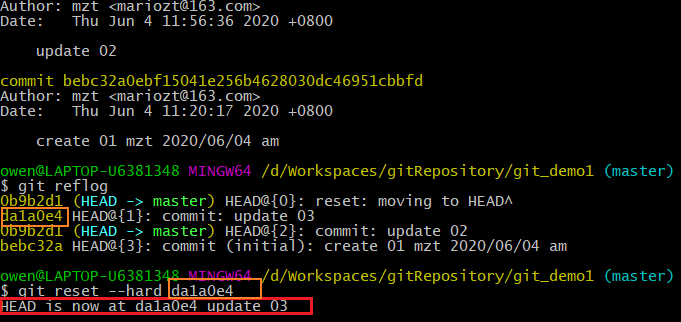 Author: mzt <mariozt@163.com>
Date:   Thu Jun 4 11:56:36 2020 +0800
update 02
commit bebc32a0ebf15041e256b4628030dc46951cbbfd
Author: mzt <mariozt@163.com>
Date:   Thu Jun 4 11:20:17 2020 +0800
create 01 mzt 2020/06/04 am
owen@LAPTOP-U6381348 MINGW64 /d/Workspaces/gitRepository/git_demo1 (master)
$ git reflog
0b9b2d1 (HEAD -> master) HEAD@{0}: reset: moving to HEAD^
da1a0e4 HEAD@{1}: commit: update 03
0b9b2d1 (HEAD -> master) HEAD@{2}: commit: update 02
bebc32a HEAD@{3}: commit (initial): create 01 mzt 2020/06/04 am
owen@LAPTOP-U6381348 MINGW64 /d/Workspaces/gitRepository/git_demo1 (master)
$ git reset --hard da1a0e4
HEAD is now at da1a0e4 update 03